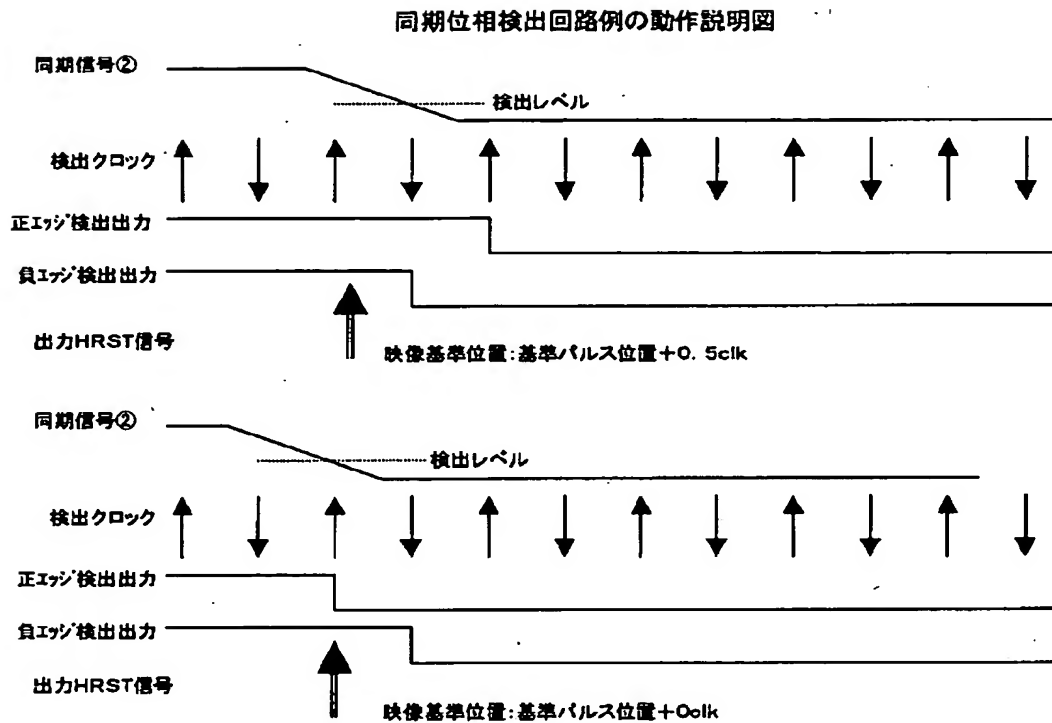 同期位相検出回路例の動作説明図
同期信号②
検出レベル
検出クロック
正エッジ検出出力
負エッジ検出出力
出力HRST信号
映像基準位置:基準パルス位置+0.5clk
同期信号②
検出レベル
検出クロック
正エッジ検出出力
負エッジ検出出力
出力HRST信号
映像基準位置:基準パルス位置+0clk